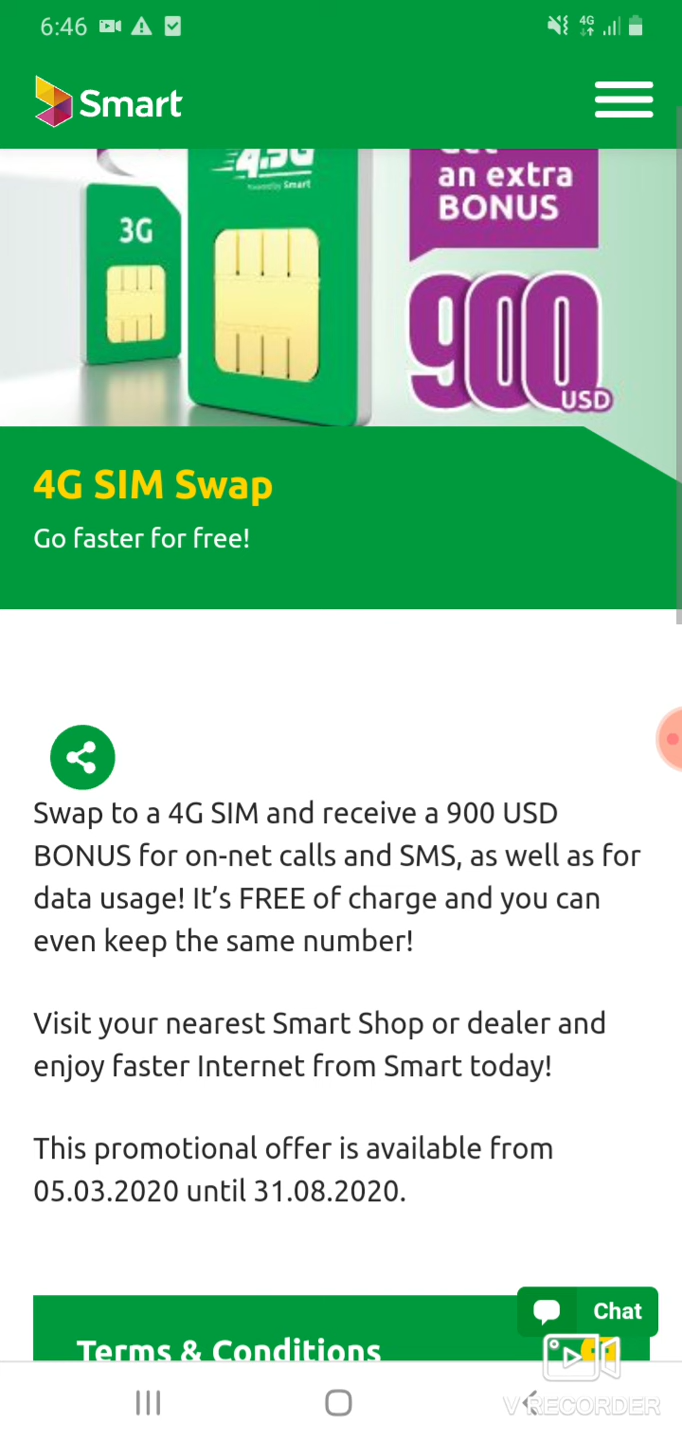 6:46
4G
Smart
4.5G
Powered by Smart
3G
an extra
BONUS
900
USD
4G SIM Swap
Go faster for free!
Swap to a 4G SIM and receive a 900 USD
BONUS for on-net calls and SMS, as well as for
data usage! It’s FREE of charge and you can
even keep the same number!
Visit your nearest Smart Shop or dealer and
enjoy faster Internet from Smart today!
This promotional offer is available from
05.03.2020 until 31.08.2020.
Chat
Terms & Conditions
V RECORDER